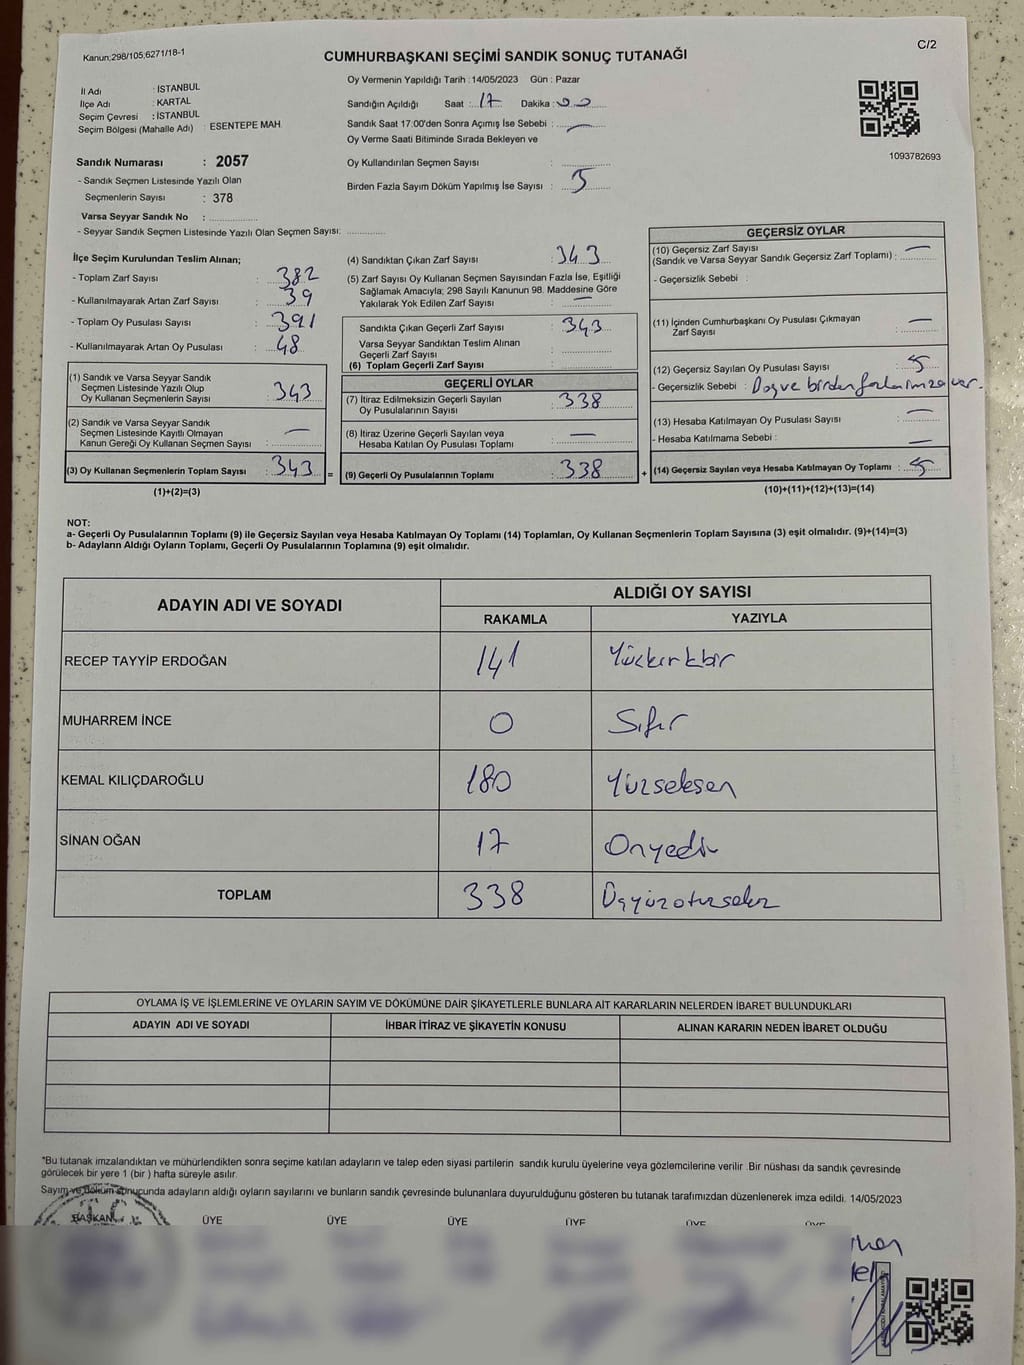 Kanun:298/105;6271/18-1
C/2
CUMHURBAŞKANI SEÇİMİ SANDIK SONUÇ TUTANAĞI
İl Adı : İSTANBUL
İlçe Adı : KARTAL
Seçim Çevresi : İSTANBUL
Seçim Bölgesi (Mahalle Adı) : ESENTEPE MAH.
Sandık Numarası : 2057
- Sandık Seçmen Listesinde Yazılı Olan
Seçmenlerin Sayısı : 378
Varsa Seyyar Sandık No :
- Seyyar Sandık Seçmen Listesinde Yazılı Olan Seçmen Sayısı:
Oy Vermenin Yapıldığı Tarih :14/05/2023 Gün : Pazar
Sandığın Açıldığı Saat : 17 Dakika : 00
Sandık Saat 17.00'den Sonra Açımış İse Sebebi : —
Oy Verme Saati Bitiminde Sırada Bekleyen ve
Oy Kullandırılan Seçmen Sayısı :
Birden Fazla Sayım Döküm Yapılmış İse Sayısı : 5
1093782693
İlçe Seçim Kurulundan Teslim Alınan;
- Toplam Zarf Sayısı : 382
- Kullanılmayarak Artan Zarf Sayısı : 39
- Toplam Oy Pusulası Sayısı : 391
- Kullanılmayarak Artan Oy Pusulası : 48
(1) Sandık ve Varsa Seyyar Sandık
Seçmen Listesinde Yazılı Olup
Oy Kullanan Seçmenlerin Sayısı : 343
(2) Sandık ve Varsa Seyyar Sandık
Seçmen Listesinde Kayıtlı Olmayan
Kanun Gereği Oy Kullanan Seçmen Sayısı : —
(3) Oy Kullanan Seçmenlerin Toplam Sayısı : 343 =
(1)+(2)=(3)
(4) Sandıktan Çıkan Zarf Sayısı : 343
(5) Zarf Sayısı Oy Kullanan Seçmen Sayısından Fazla İse, Eşitliği
Sağlamak Amacıyla; 298 Sayılı Kanunun 98. Maddesine Göre
Yakılarak Yok Edilen Zarf Sayısı : —
Sandıkta Çıkan Geçerli Zarf Sayısı : 343
Varsa Seyyar Sandıktan Teslim Alınan
Geçerli Zarf Sayısı :
(6) Toplam Geçerli Zarf Sayısı
GEÇERLİ OYLAR
(7) İtiraz Edilmeksizin Geçerli Sayılan
Oy Pusulalarının Sayısı : 338
(8) İtiraz Üzerine Geçerli Sayılan veya
Hesaba Katılan Oy Pusulası Toplamı : —
(9) Geçerli Oy Pusulalarının Toplamı : 338 +
GEÇERSİZ OYLAR
(10) Geçersiz Zarf Sayısı
(Sandık ve Varsa Seyyar Sandık Geçersiz Zarf Toplamı) : —
- Geçersizlik Sebebi :
(11) İçinden Cumhurbaşkanı Oy Pusulası Çıkmayan
Zarf Sayısı : —
(12) Geçersiz Sayılan Oy Pusulası Sayısı : 5
- Geçersizlik Sebebi : Boş ve birden fazla imza var.
(13) Hesaba Katılmayan Oy Pusulası Sayısı : —
- Hesaba Katılmama Sebebi : —
(14) Geçersiz Sayılan veya Hesaba Katılmayan Oy Toplamı : 5
(10)+(11)+(12)+(13)=(14)
NOT:
a- Geçerli Oy Pusulalarının Toplamı (9) ile Geçersiz Sayılan veya Hesaba Katılmayan Oy Toplamı (14) Toplamları, Oy Kullanan Seçmenlerin Toplam Sayısına (3) eşit olmalıdır. (9)+(14)=(3)
b- Adayların Aldığı Oyların Toplamı, Geçerli Oy Pusulalarının Toplamına (9) eşit olmalıdır.
ADAYIN ADI VE SOYADI
ALDIĞI OY SAYISI
RAKAMLA YAZIYLA
RECEP TAYYİP ERDOĞAN 141 Yüzkırkbir
MUHARREM İNCE 0 Sıfır
KEMAL KILIÇDAROĞLU 180 Yüzseksen
SİNAN OĞAN 17 Onyedi
TOPLAM 338 Üçyüzotuzsekiz
OYLAMA İŞ VE İŞLEMLERİNE VE OYLARIN SAYIM VE DÖKÜMÜNE DAİR ŞİKAYETLERLE BUNLARA AİT KARARLARIN NELERDEN İBARET BULUNDUKLARI
ADAYIN ADI VE SOYADI İHBAR İTİRAZ VE ŞİKAYETİN KONUSU ALINAN KARARIN NEDEN İBARET OLDUĞU
*Bu tutanak imzalandıktan ve mühürlendikten sonra seçime katılan adayların ve talep eden siyasi partilerin sandık kurulu üyelerine veya gözlemcilerine verilir .Bir nüshası da sandık çevresinde
görülecek bir yere 1 (bir ) hafta süreyle asılır.
Sayım ve döküm sonucunda adayların aldığı oyların sayılarını ve bunların sandık çevresinde bulunanlara duyurulduğunu gösteren bu tutanak tarafımızdan düzenlenerek imza edildi. 14/05/2023
BAŞKAN ÜYE ÜYE ÜYE ÜYE ÜYE ÜYE